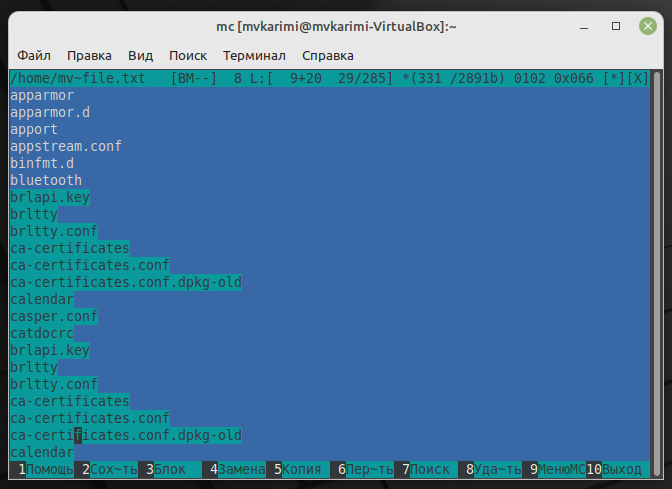 mc [mvkarimi@mvkarimi-VirtualBox]:~
Файл Правка Вид Поиск Терминал Справка
/home/mv~file.txt [BM--] 8 L:[ 9+20 29/285] *(331 /2891b) 0102 0x066 [*][X]
apparmor
apparmor.d
apport
appstream.conf
binfmt.d
bluetooth
brlapi.key
brltty
brltty.conf
ca-certificates
ca-certificates.conf
ca-certificates.conf.dpkg-old
calendar
casper.conf
catdocrc
brlapi.key
brltty
brltty.conf
ca-certificates
ca-certificates.conf
ca-certificates.conf.dpkg-old
calendar
1Помощь 2Сох~ть 3Блок 4Замена 5Копия 6Пер~ть 7Поиск 8Уда~ть 9МенюMC 10Выход